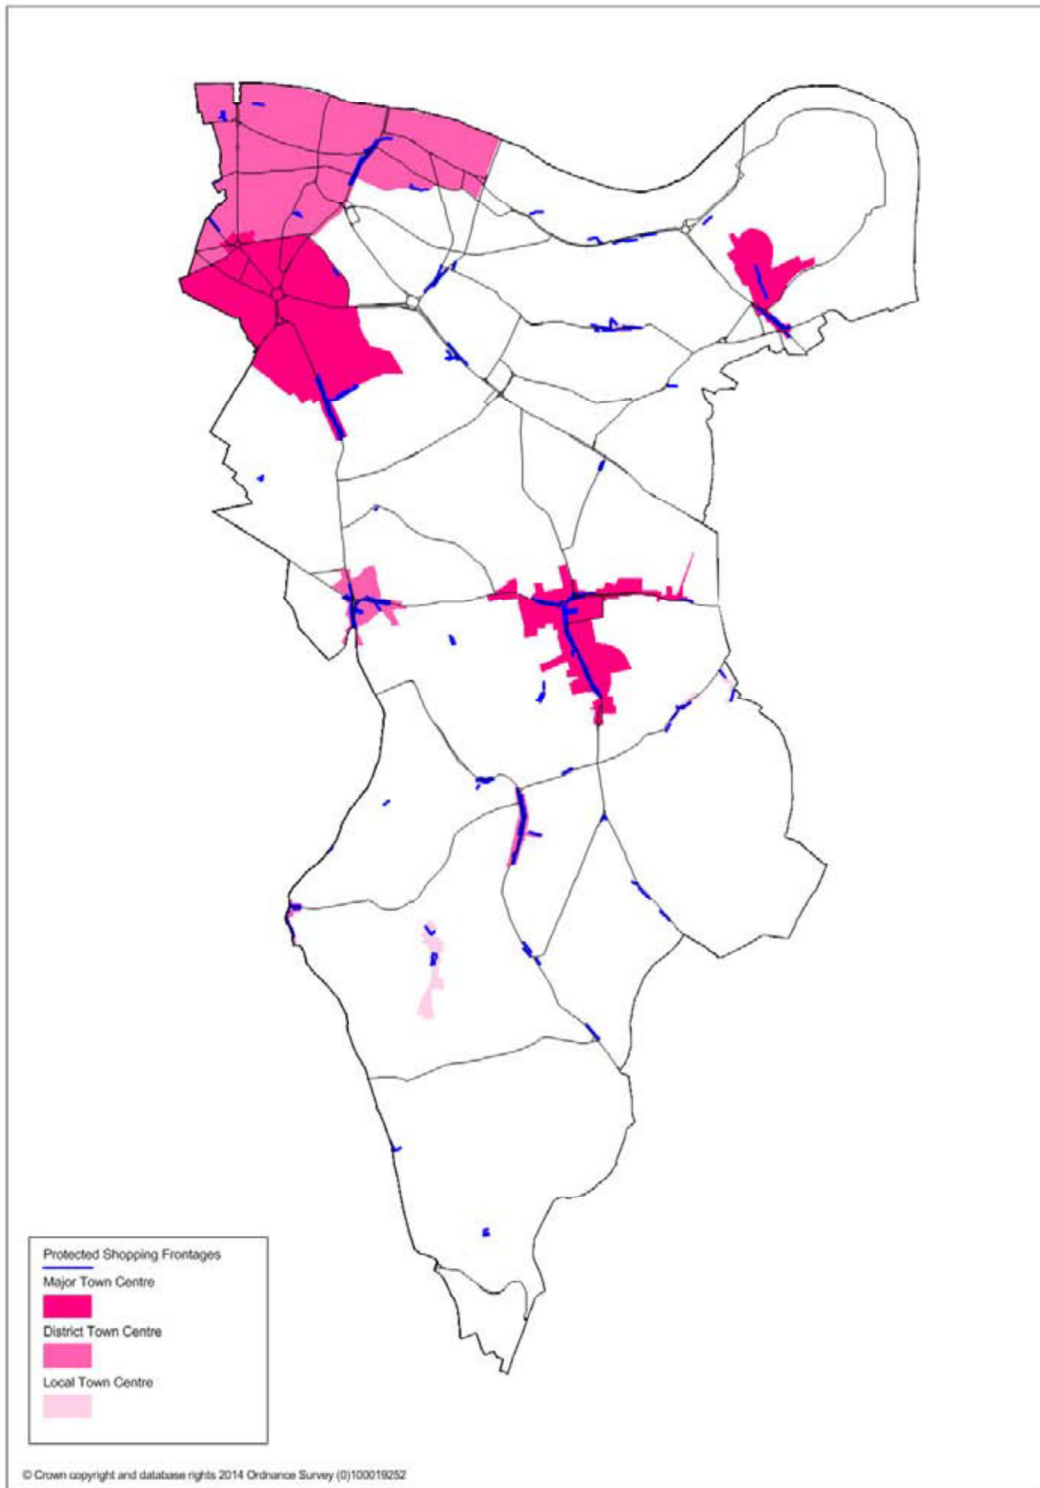 Protected Shopping Frontages
Major Town Centre
District Town Centre
Local Town Centre
© Crown copyright and database rights 2014 Ordnance Survey (0)100019252